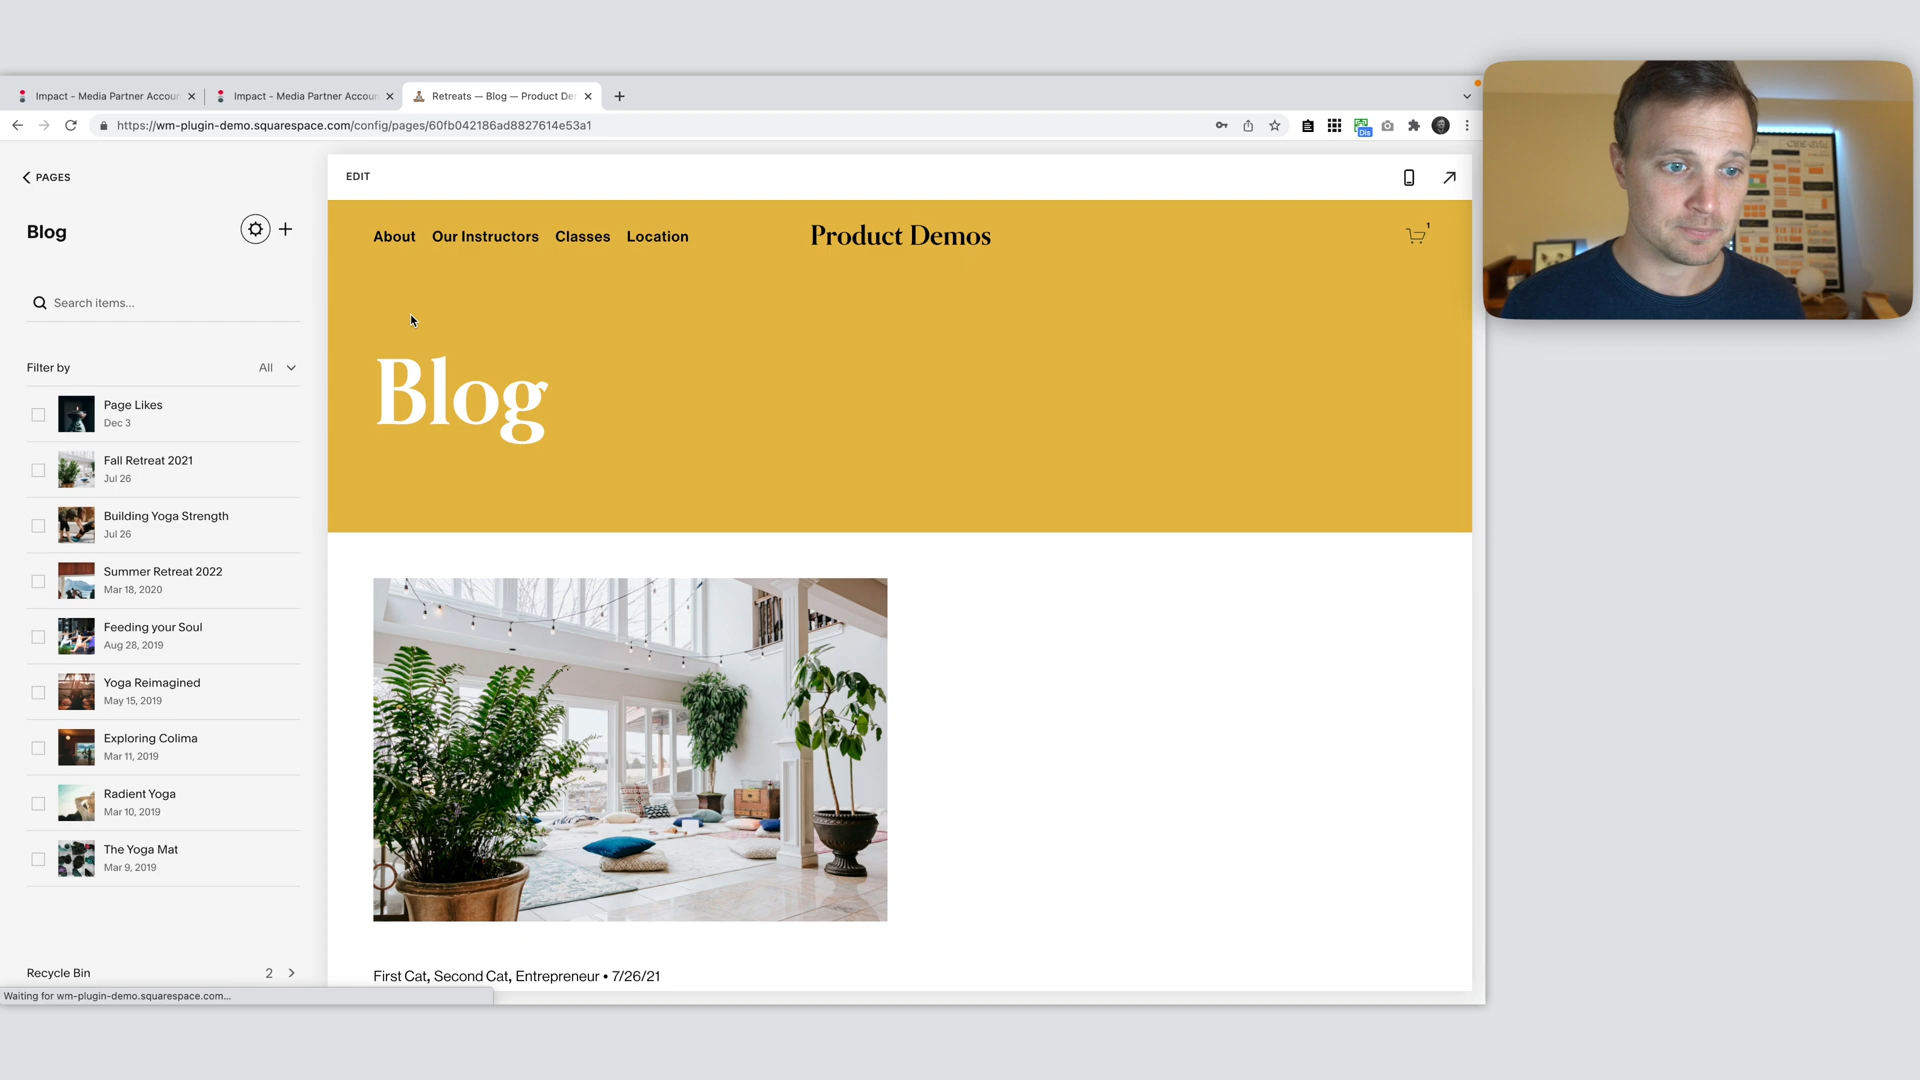 Impact - Media Partner Accoun
Impact - Media Partner Accoun
Retreats — Blog — Product De
https://wm-plugin-demo.squarespace.com/config/pages/60fb042186ad8827614e53a1
Dis
PAGES
EDIT
Blog
About Our Instructors Classes Location
Product Demos
1
Search items...
Blog
Filter by All
Page Likes
Dec 3
Fall Retreat 2021
Jul 26
Building Yoga Strength
Jul 26
Summer Retreat 2022
Mar 18, 2020
Feeding your Soul
Aug 28, 2019
Yoga Reimagined
May 15, 2019
Exploring Colima
Mar 11, 2019
Radient Yoga
Mar 10, 2019
The Yoga Mat
Mar 9, 2019
Recycle Bin 2
First Cat, Second Cat, Entrepreneur • 7/26/21
Waiting for wm-plugin-demo.squarespace.com...